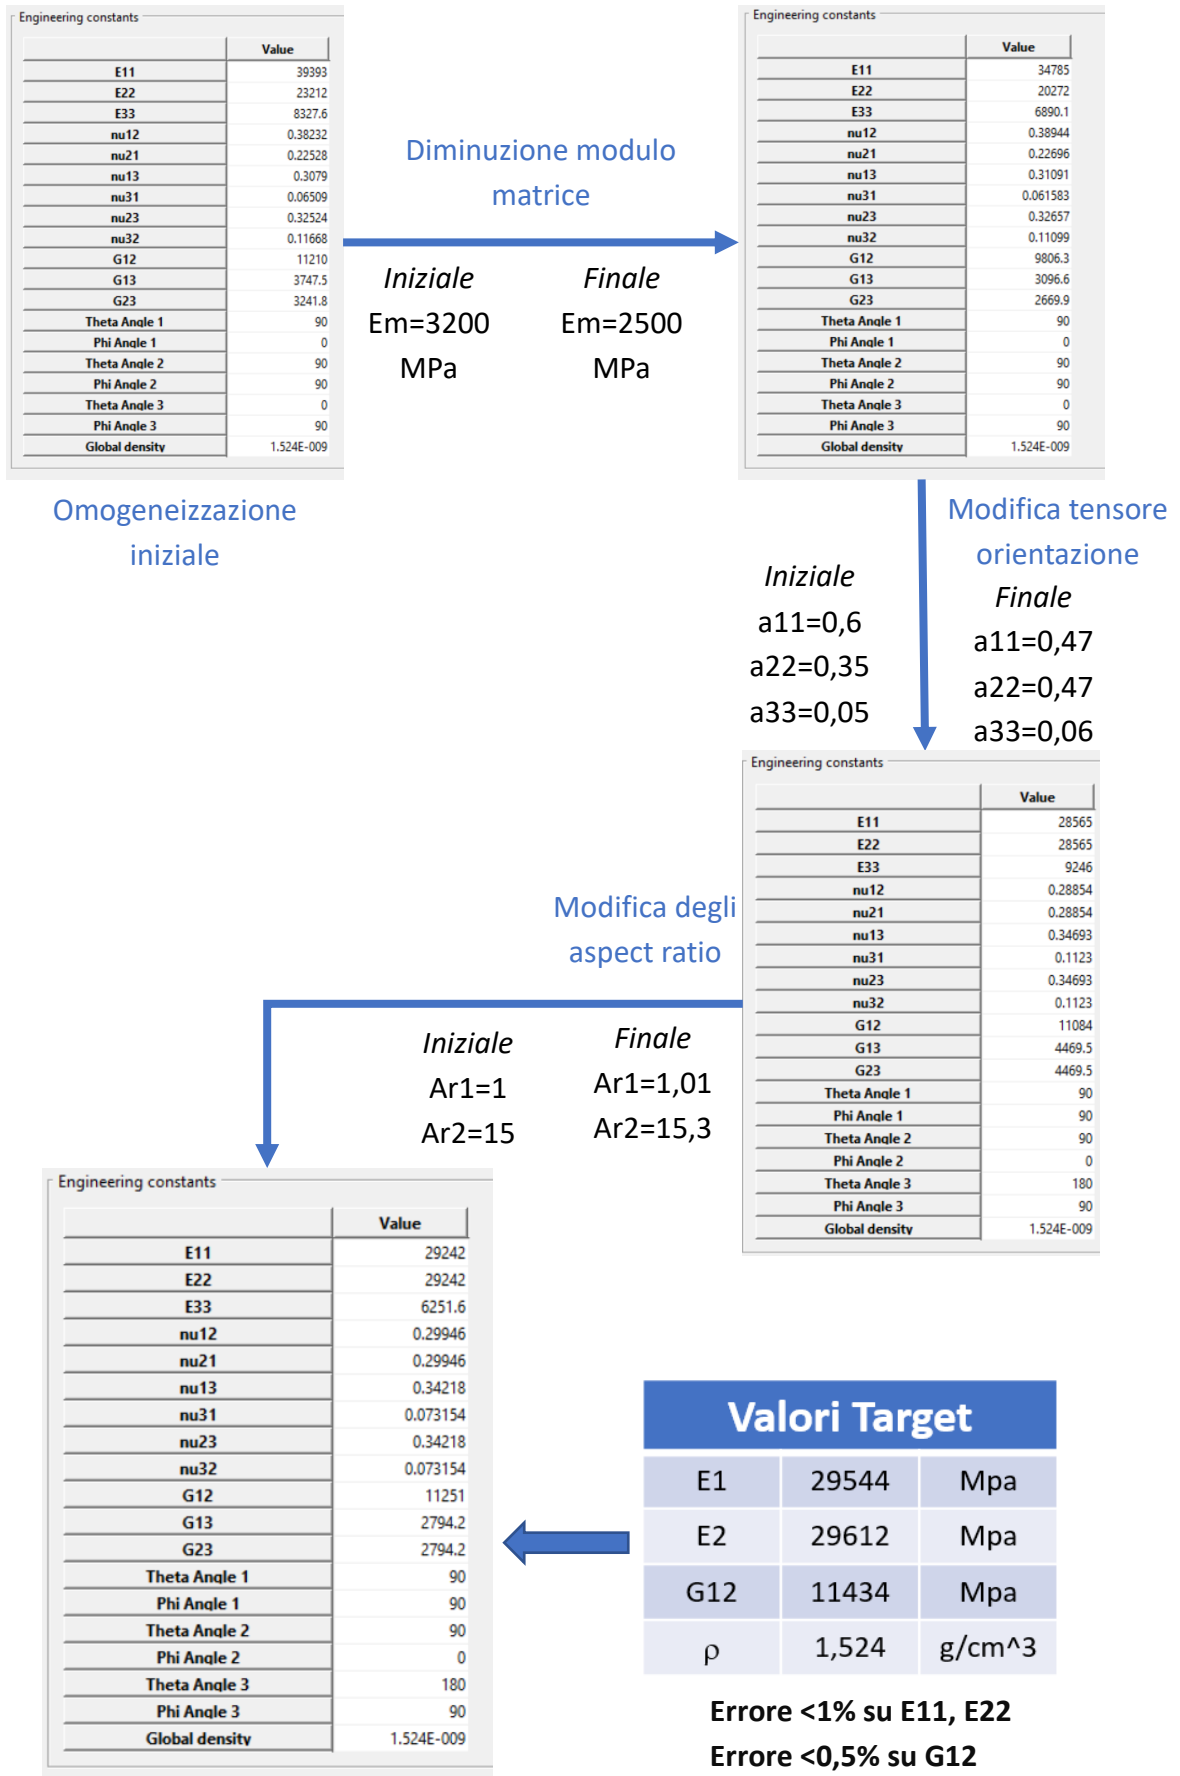 Engineering constants
Value
E11 39393
E22 23212
E33 8327.6
nu12 0.38232
nu21 0.22528
nu13 0.3079
nu31 0.06509
nu23 0.32524
nu32 0.11668
G12 11210
G13 3747.5
G23 3241.8
Theta Angle 1 90
Phi Angle 1 0
Theta Angle 2 90
Phi Angle 2 90
Theta Angle 3 0
Phi Angle 3 90
Global density 1.524E-009
Omogeneizzazione
iniziale
Diminuzione modulo
matrice
Iniziale Finale
Em=3200 Em=2500
MPa MPa
Engineering constants
Value
E11 34785
E22 20272
E33 6890.1
nu12 0.38944
nu21 0.22696
nu13 0.31091
nu31 0.061583
nu23 0.32657
nu32 0.11099
G12 9806.3
G13 3096.6
G23 2669.9
Theta Angle 1 90
Phi Angle 1 0
Theta Angle 2 90
Phi Angle 2 90
Theta Angle 3 0
Phi Angle 3 90
Global density 1.524E-009
Modifica tensore
orientazione
Iniziale
a11=0,6
a22=0,35
a33=0,05
Finale
a11=0,47
a22=0,47
a33=0,06
Engineering constants
Value
E11 28565
E22 28565
E33 9246
nu12 0.28854
nu21 0.28854
nu13 0.34693
nu31 0.1123
nu23 0.34693
nu32 0.1123
G12 11084
G13 4469.5
G23 4469.5
Theta Angle 1 90
Phi Angle 1 90
Theta Angle 2 90
Phi Angle 2 0
Theta Angle 3 180
Phi Angle 3 90
Global density 1.524E-009
Modifica degli
aspect ratio
Iniziale Finale
Ar1=1 Ar1=1,01
Ar2=15 Ar2=15,3
Engineering constants
Value
E11 29242
E22 29242
E33 6251.6
nu12 0.29946
nu21 0.29946
nu13 0.34218
nu31 0.073154
nu23 0.34218
nu32 0.073154
G12 11251
G13 2794.2
G23 2794.2
Theta Angle 1 90
Phi Angle 1 90
Theta Angle 2 90
Phi Angle 2 0
Theta Angle 3 180
Phi Angle 3 90
Global density 1.524E-009
Valori Target
E1 29544 Mpa
E2 29612 Mpa
G12 11434 Mpa
ρ 1,524 g/cm^3
Errore <1% su E11, E22
Errore <0,5% su G12